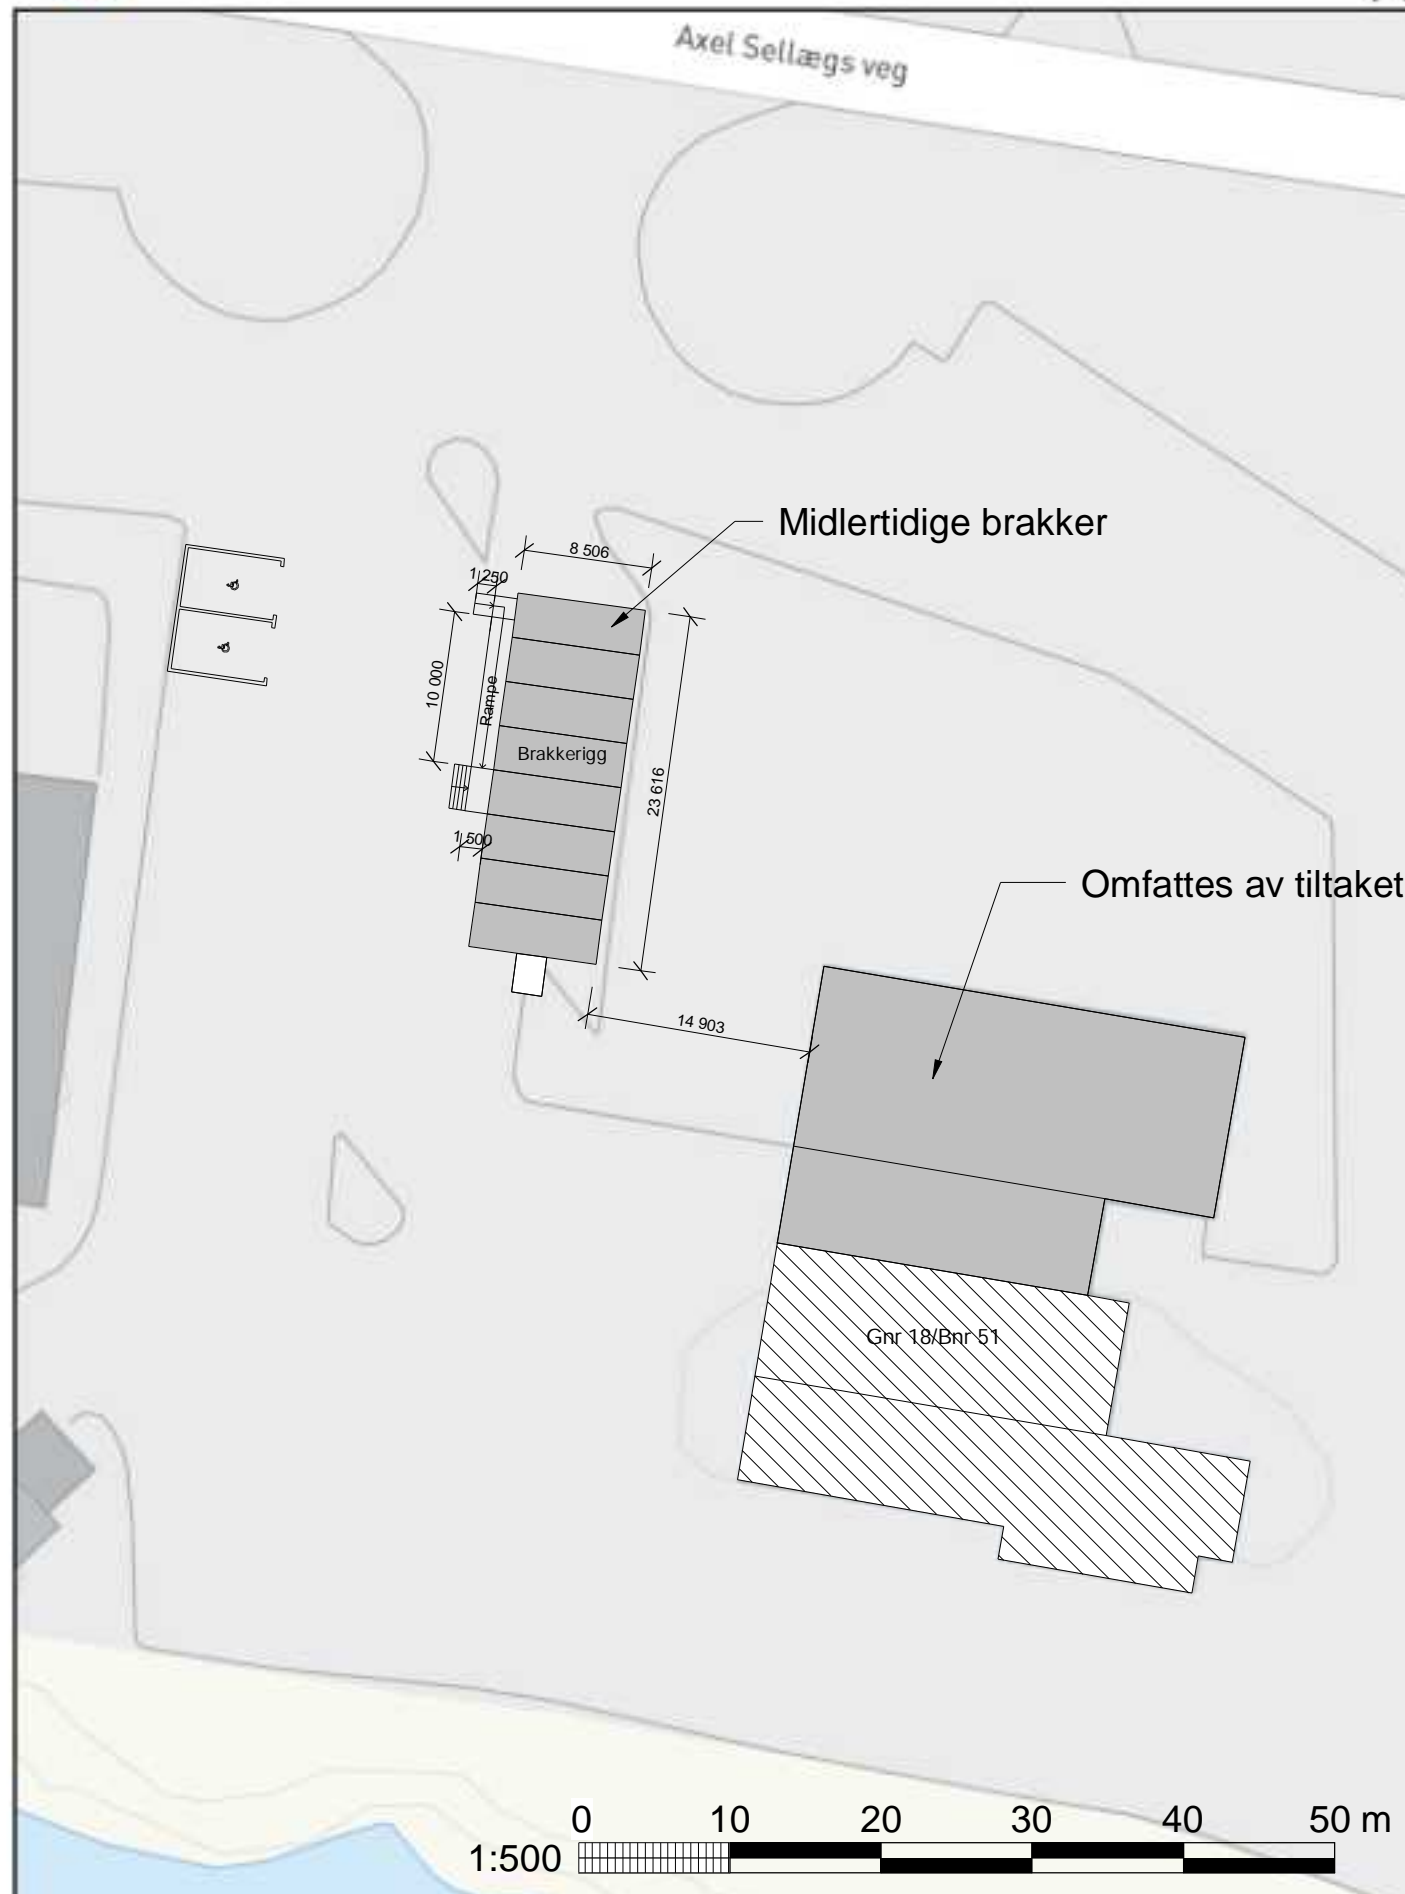 Axel Sellægs veg
Midlertidige brakker
8 506
1 250
10 000
Rampe
Brakkerigg
23 616
1 500
Omfattes av tiltaket
14 903
Gnr 18/Bnr 51
0 10 20 30 40 50 m
1:500